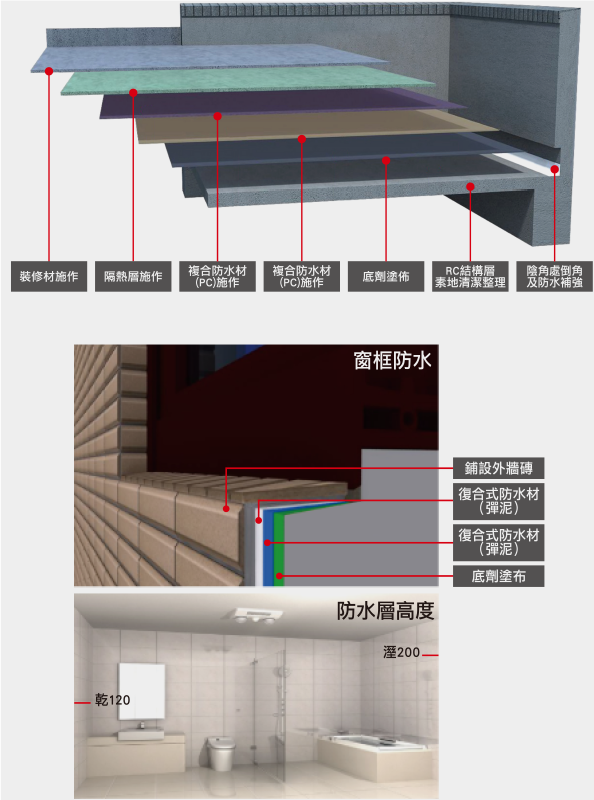 裝修材施作
隔熱層施作
複合防水材
(PC)施作
複合防水材
(PC)施作
底劑塗佈
RC結構層
素地清潔整理
陰角處倒角
及防水補強
窗框防水
鋪設外牆磚
復合式防水材
(彈泥)
復合式防水材
(彈泥)
底劑塗布
防水層高度
溼200
乾120